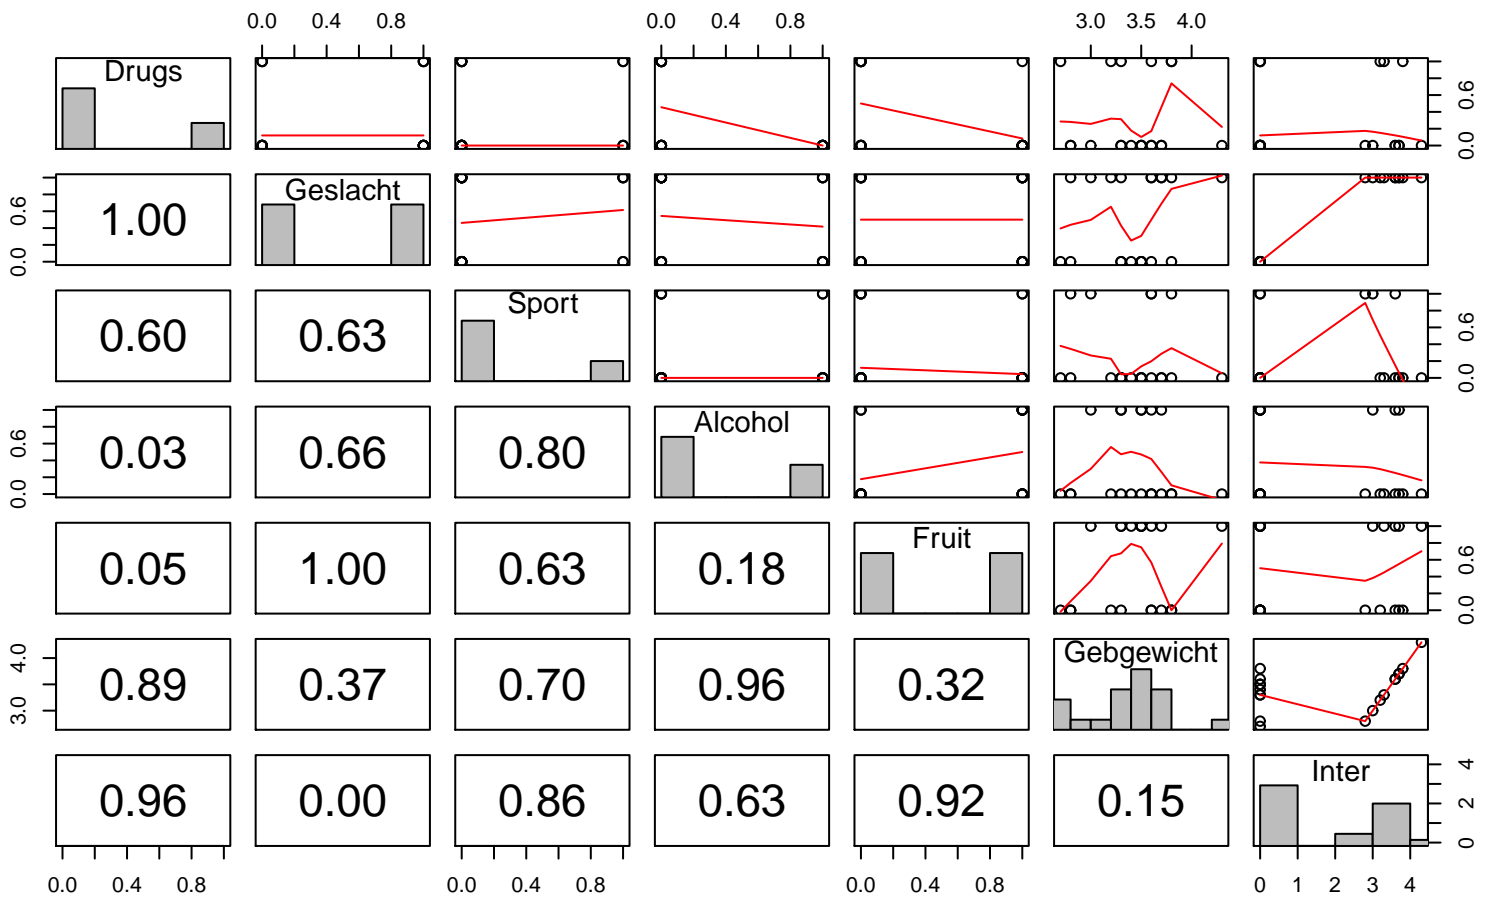 0.0 0.4 0.8 0.0 0.4 0.8 3.0 3.5 4.0
Drugs 0.0 0.6
0.0 0.6 1.00 Geslacht
0.60 0.63 Sport 0.0 0.6
0.0 0.6 0.03 0.66 0.80 Alcohol
0.05 1.00 0.63 0.18 Fruit 0.0 0.6
3.0 4.0 0.89 0.37 0.70 0.96 0.32 Gebgewicht
0.96 0.00 0.86 0.63 0.92 0.15 Inter 0 2 4
0.0 0.4 0.8 0.0 0.4 0.8 0.0 0.4 0.8 0 1 2 3 4